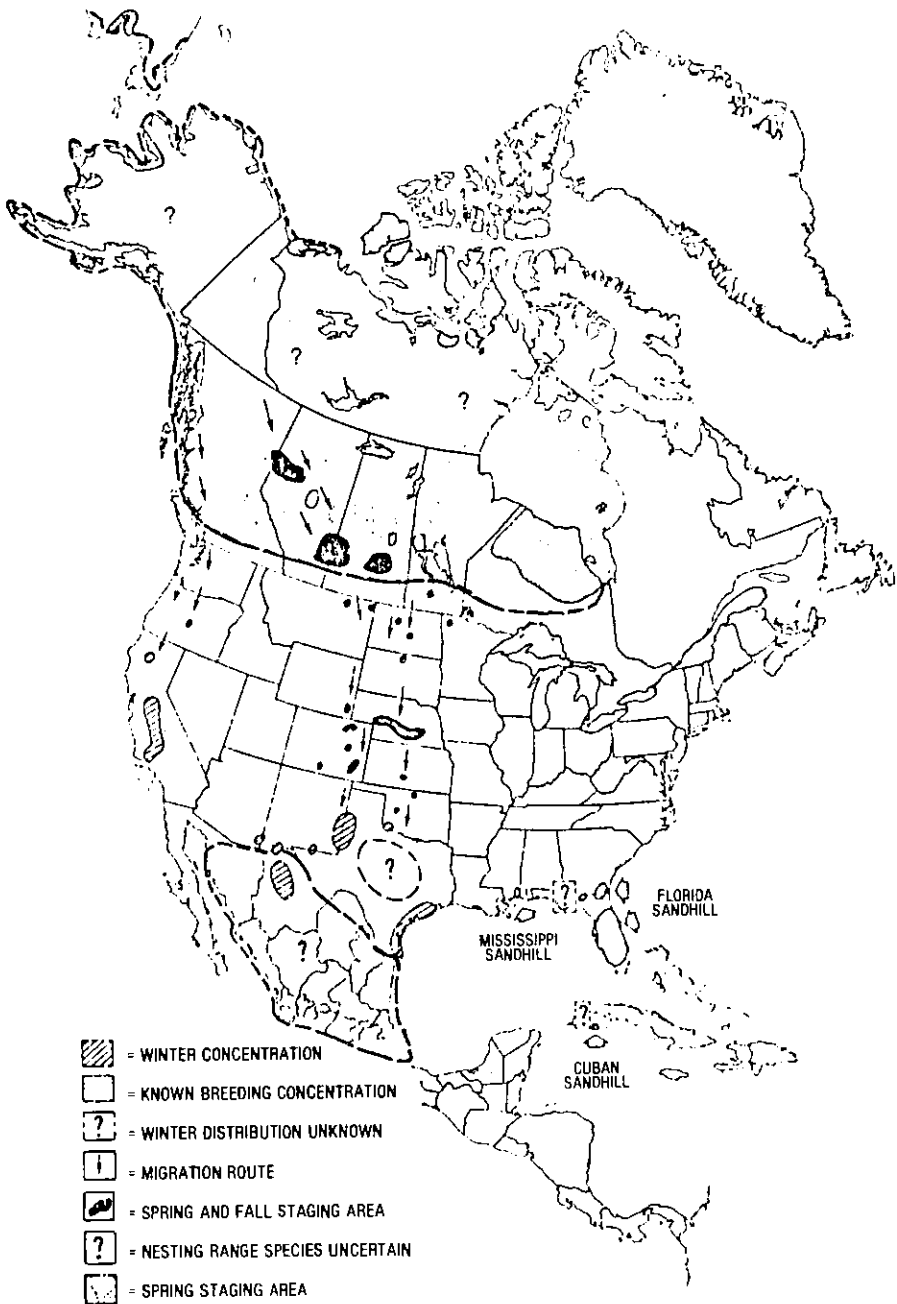 ?
?
?
?
?
FLORIDA
SANDHILL
MISSISSIPPI
SANDHILL
?
?
CUBAN
SANDHILL
= WINTER CONCENTRATION
= KNOWN BREEDING CONCENTRATION
? = WINTER DISTRIBUTION UNKNOWN
= MIGRATION ROUTE
= SPRING AND FALL STAGING AREA
? = NESTING RANGE SPECIES UNCERTAIN
= SPRING STAGING AREA